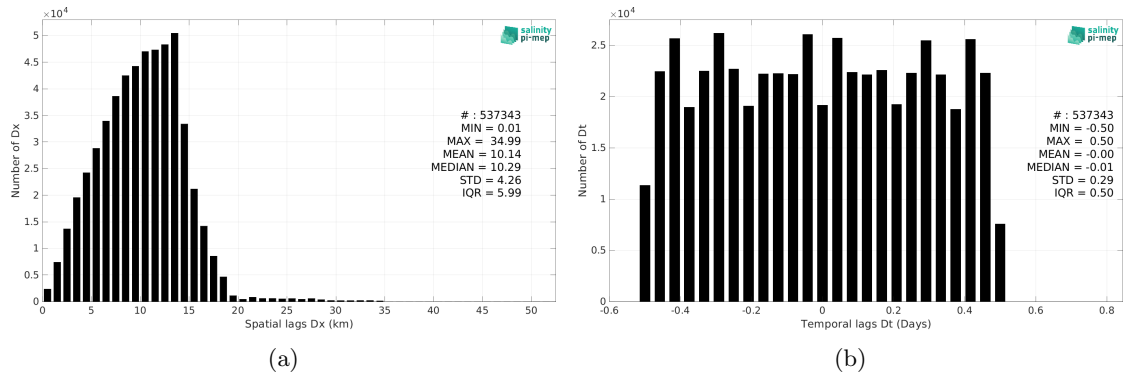 ×10⁴
5
4.5
4
3.5
3
2.5
2
1.5
1
0.5
0
Number of Dx
0 5 10 15 20 25 30 35 40 45 50
Spatial lags Dx (km)
salinity
pi-mep
# : 537343
MIN = 0.01
MAX = 34.99
MEAN = 10.14
MEDIAN = 10.29
STD = 4.26
IQR = 5.99
(a)
×10⁴
2.5
2
1.5
1
0.5
0
Number of Dt
-0.6 -0.4 -0.2 0 0.2 0.4 0.6 0.8
Temporal lags Dt (Days)
salinity
pi-mep
# : 537343
MIN = -0.50
MAX = 0.50
MEAN = -0.00
MEDIAN = -0.01
STD = 0.29
IQR = 0.50
(b)